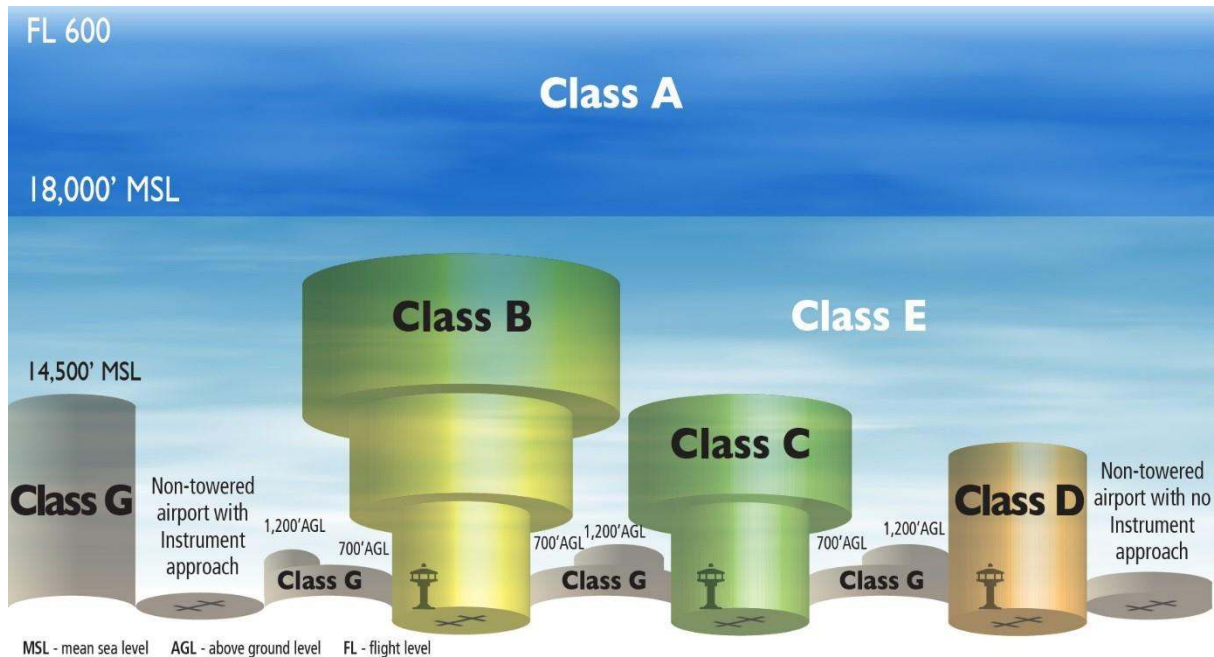 FL 600
Class A
18,000’ MSL
Class B
Class E
14,500’ MSL
Class G
Non-towered
airport with
Instrument
approach
1,200’AGL
700’AGL
Class G
700’AGL
1,200’AGL
Class G
Class C
700’AGL
1,200’AGL
Class G
Class D
Non-towered
airport with no
Instrument
approach
MSL - mean sea level AGL - above ground level FL - flight level